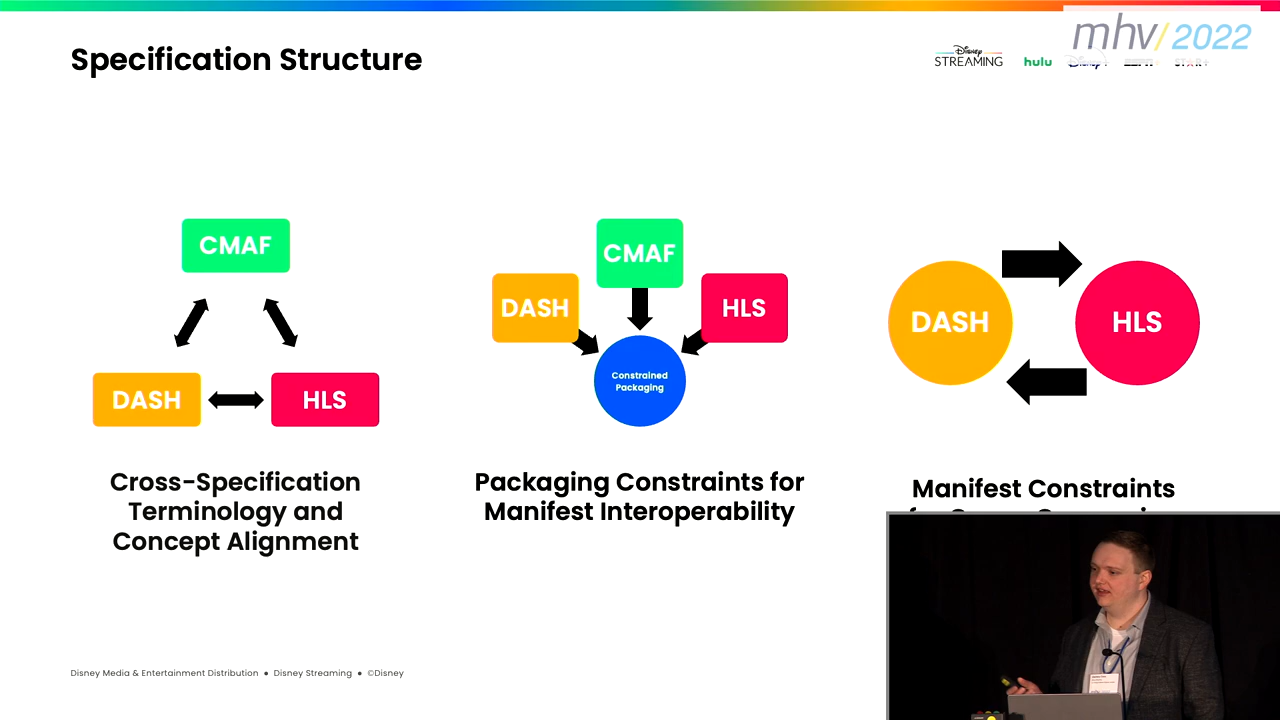 mhv/2022
Specification Structure
Disney
STREAMING
hulu
CMAF
DASH
HLS
Cross-Specification
Terminology and
Concept Alignment
CMAF
DASH
HLS
Constrained
Packaging
Packaging Constraints for
Manifest Interoperability
DASH
HLS
Manifest Constraints
Disney Media & Entertainment Distribution • Disney Streaming • ©Disney